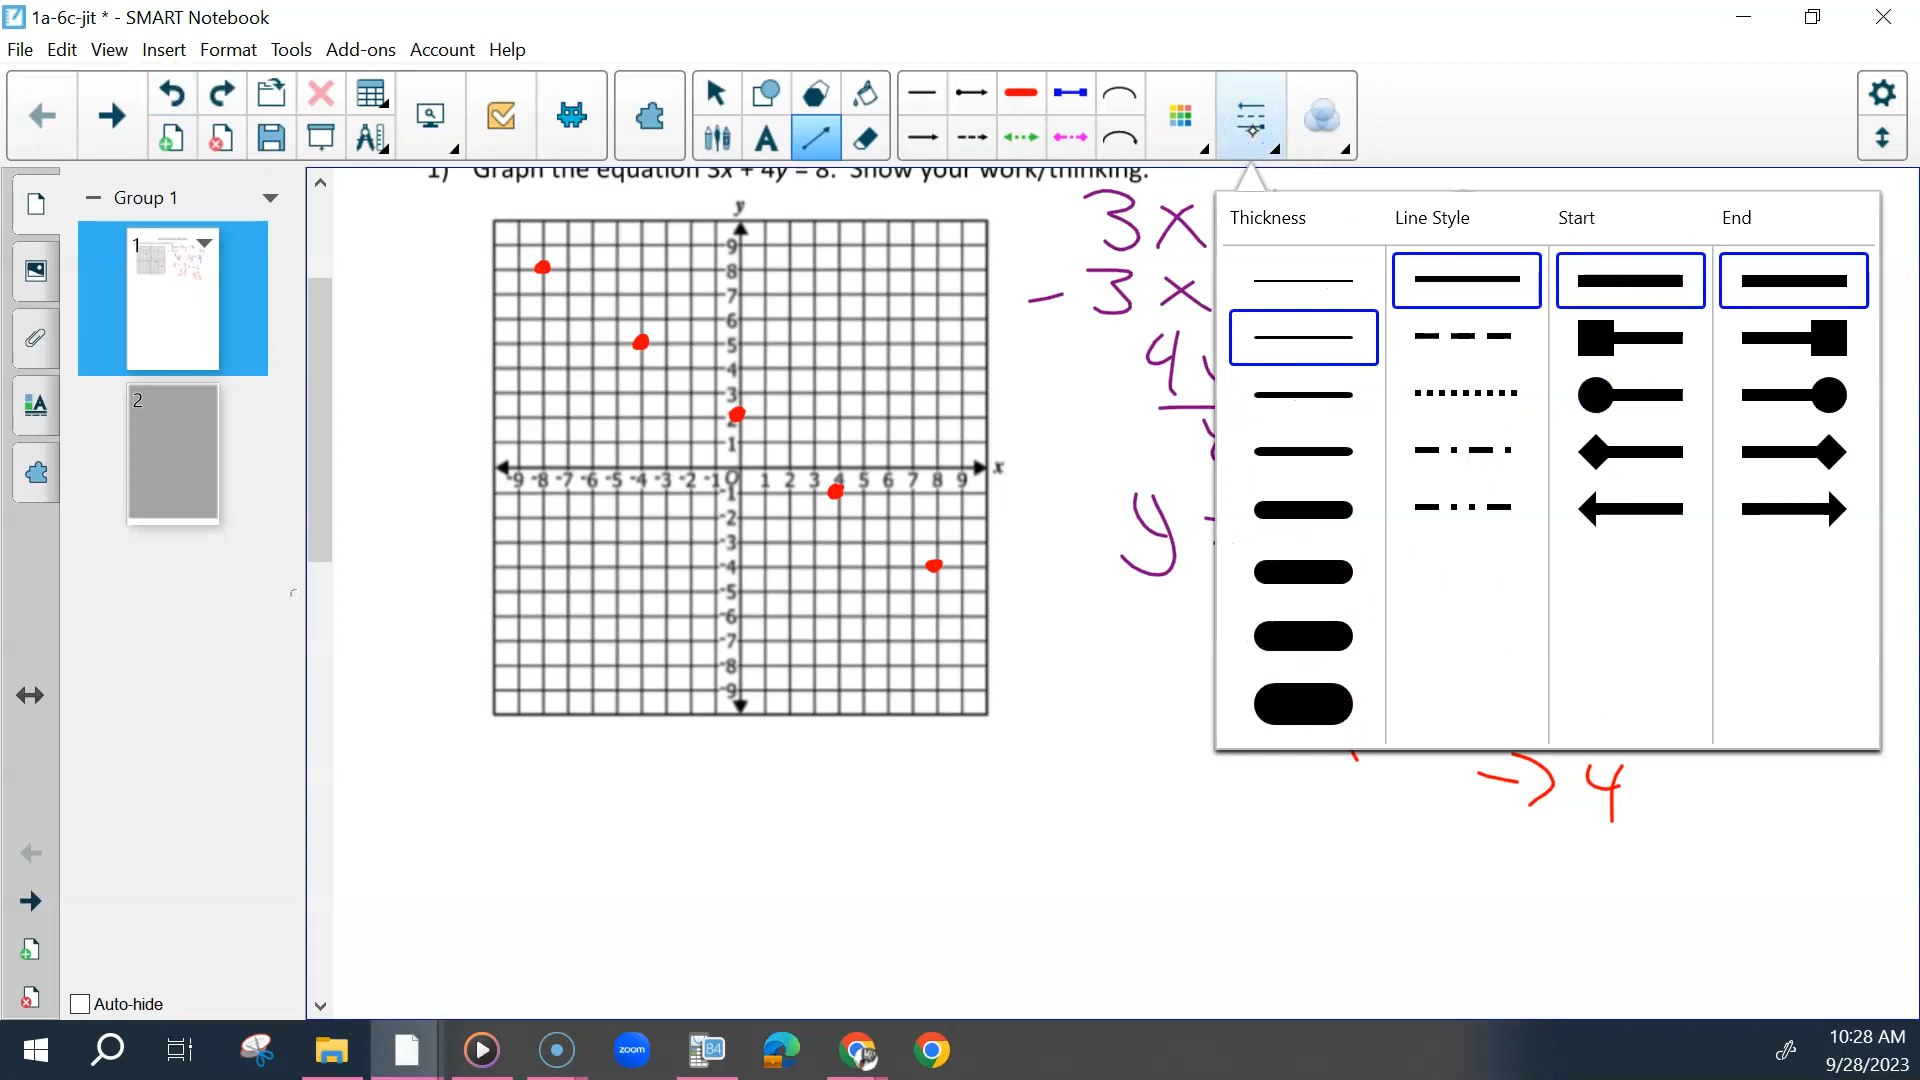 1a-6c-jit * - SMART Notebook
File Edit View Insert Format Tools Add-ons Account Help
Group 1
1
2
Auto-hide
1) Graph the equation 3x + 4y = 8. Show your work/thinking.
y
9
8
7
6
5
4
3
2
1
-9 -8 -7 -6 -5 -4 -3 -2 -1 O 1 2 3 4 5 6 7 8 9 x
-1
-2
-3
-4
-5
-6
-7
-8
-9
3x
- 3x
4y
y =
Thickness Line Style Start End
→ 4
84
zoom
10:28 AM
9/28/2023